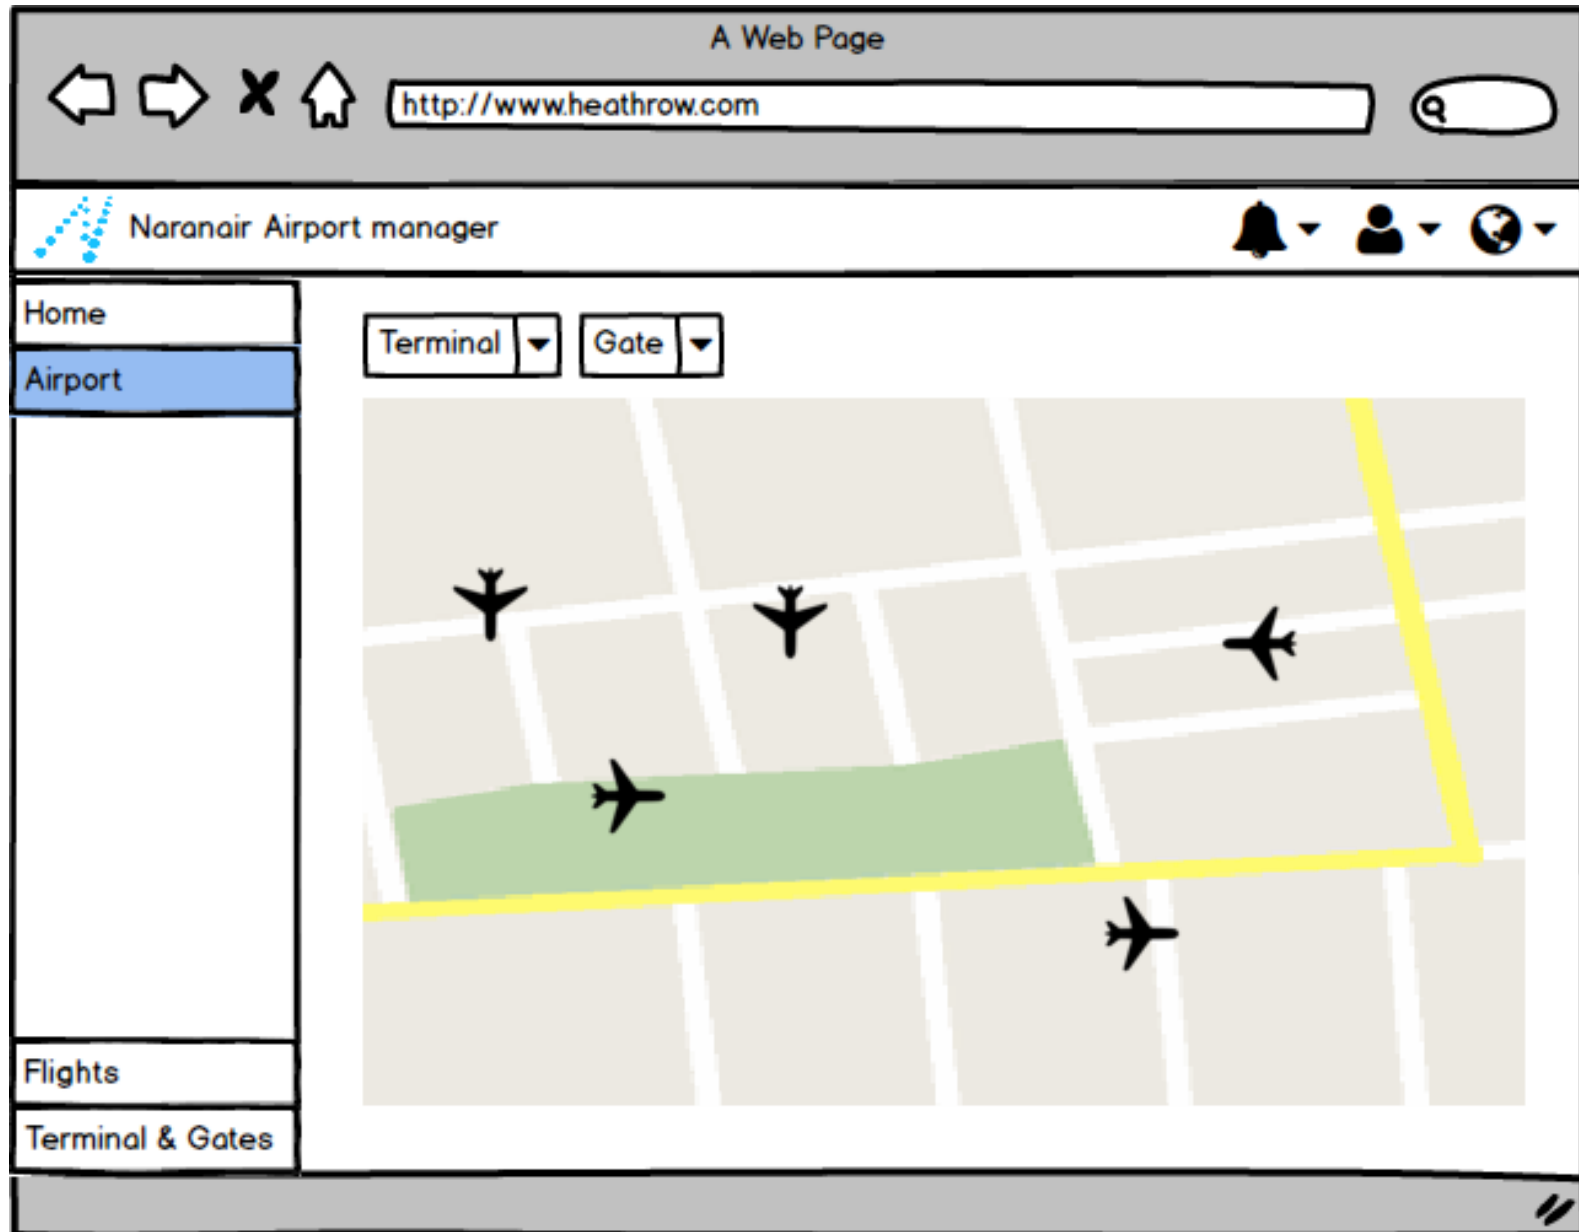 A Web Page
http://www.heathrow.com
Naranair Airport manager
Home
Airport
Terminal
Gate
Flights
Terminal & Gates